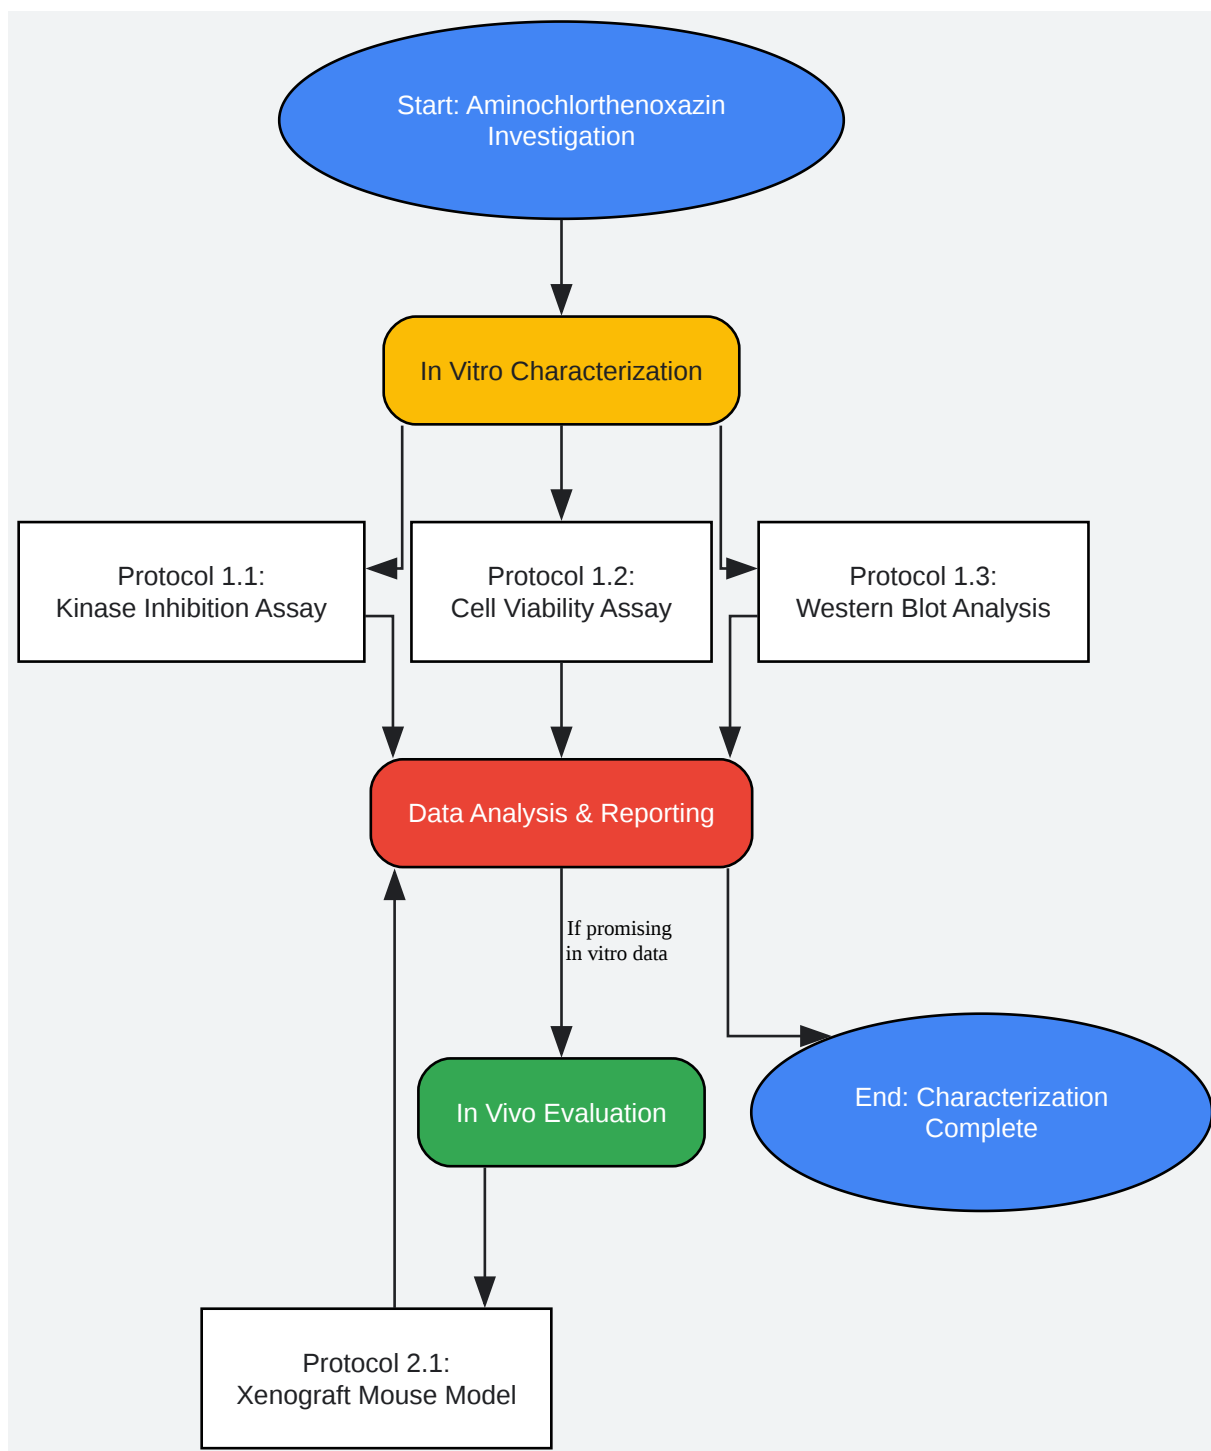 Start: Aminochlorthenoxazin
Investigation
In Vitro Characterization
Protocol 1.1:
Kinase Inhibition Assay
Protocol 1.2:
Cell Viability Assay
Protocol 1.3:
Western Blot Analysis
Data Analysis & Reporting
If promising
in vitro data
In Vivo Evaluation
End: Characterization
Complete
Protocol 2.1:
Xenograft Mouse Model